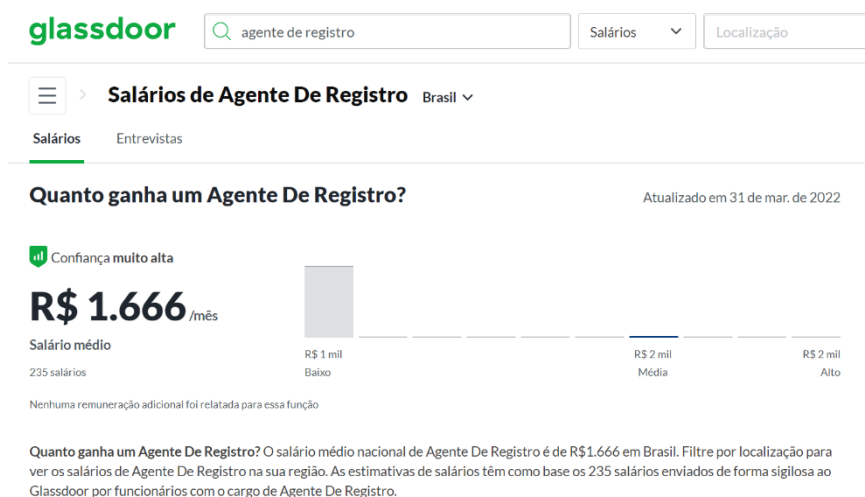 glassdoor
agente de registro
Salários
Localização
Salários de Agente De Registro Brasil
Salários Entrevistas
Quanto ganha um Agente De Registro?
Atualizado em 31 de mar. de 2022
Confiança muito alta
R$ 1.666 /mês
Salário médio
235 salários
R$ 1 mil
Baixo
R$ 2 mil
Média
R$ 2 mil
Alto
Nenhuma remuneração adicional foi relatada para essa função
Quanto ganha um Agente De Registro? O salário médio nacional de Agente De Registro é de R$1.666 em Brasil. Filtre por localização para
ver os salários de Agente De Registro na sua região. As estimativas de salários têm como base os 235 salários enviados de forma sigilosa ao
Glassdoor por funcionários com o cargo de Agente De Registro.